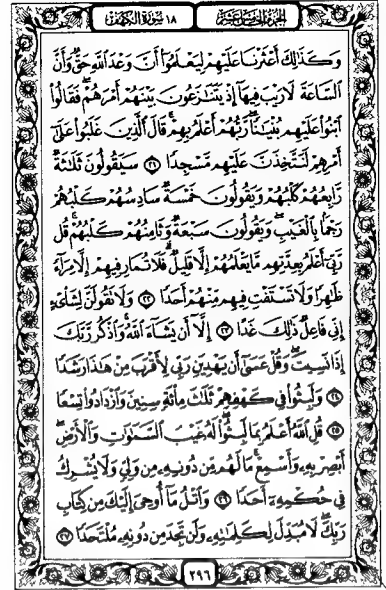 الجزء الخامس عشر ١٨ سورة الكهف
وَكَذَٰلِكَ أَعْثَرْنَا عَلَيْهِمْ لِيَعْلَمُوٓا۟ أَنَّ وَعْدَ ٱللَّهِ حَقٌّ وَأَنَّ
ٱلسَّاعَةَ لَا رَيْبَ فِيهَآ إِذْ يَتَنَٰزَعُونَ بَيْنَهُمْ أَمْرَهُمْ ۖ فَقَالُوا۟
ٱبْنُوا۟ عَلَيْهِم بُنْيَٰنًا ۖ رَّبُّهُمْ أَعْلَمُ بِهِمْ ۚ قَالَ ٱلَّذِينَ غَلَبُوا۟ عَلَىٰٓ
أَمْرِهِمْ لَنَتَّخِذَنَّ عَلَيْهِم مَّسْجِدًا ٢١ سَيَقُولُونَ ثَلَٰثَةٌ
رَّابِعُهُمْ كَلْبُهُمْ وَيَقُولُونَ خَمْسَةٌ سَادِسُهُمْ كَلْبُهُمْ
رَجْمًۢا بِٱلْغَيْبِ ۖ وَيَقُولُونَ سَبْعَةٌ وَثَامِنُهُمْ كَلْبُهُمْ ۚ قُل
رَّبِّىٓ أَعْلَمُ بِعِدَّتِهِم مَّا يَعْلَمُهُمْ إِلَّا قَلِيلٌ ۗ فَلَا تُمَارِ فِيهِمْ إِلَّا مِرَآءً
ظَٰهِرًا وَلَا تَسْتَفْتِ فِيهِم مِّنْهُمْ أَحَدًا ٢٢ وَلَا تَقُولَنَّ لِشَا۟ىْءٍ
إِنِّى فَاعِلٌ ذَٰلِكَ غَدًا ٢٣ إِلَّآ أَن يَشَآءَ ٱللَّهُ ۚ وَٱذْكُر رَّبَّكَ
إِذَا نَسِيتَ وَقُلْ عَسَىٰٓ أَن يَهْدِيَنِ رَبِّى لِأَقْرَبَ مِنْ هَٰذَا رَشَدًا
٢٤ وَلَبِثُوا۟ فِى كَهْفِهِمْ ثَلَٰثَ مِا۟ئَةٍ سِنِينَ وَٱزْدَادُوا۟ تِسْعًا
٢٥ قُلِ ٱللَّهُ أَعْلَمُ بِمَا لَبِثُوا۟ ۖ لَهُۥ غَيْبُ ٱلسَّمَٰوَٰتِ وَٱلْأَرْضِ ۖ
أَبْصِرْ بِهِۦ وَأَسْمِعْ ۚ مَا لَهُم مِّن دُونِهِۦ مِن وَلِىٍّ وَلَا يُشْرِكُ
فِى حُكْمِهِۦٓ أَحَدًا ٢٦ وَٱتْلُ مَآ أُوحِىَ إِلَيْكَ مِن كِتَابِ
رَبِّكَ ۖ لَا مُبَدِّلَ لِكَلِمَٰتِهِۦ وَلَن تَجِدَ مِن دُونِهِۦ مُلْتَحَدًا ٢٧
٢٩٦